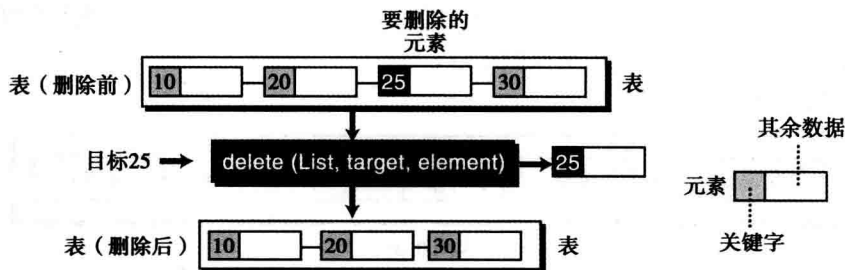 要删除的
元素
表（删除前）
10
20
25
30
表
目标25
delete (List, target, element)
25
表（删除后）
10
20
30
表
其余数据
元素
关键字